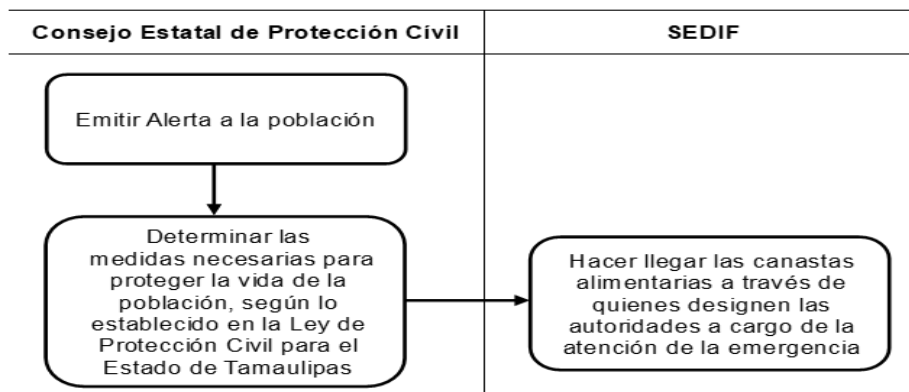 Consejo Estatal de Protección Cívil
SEDIF
Emitir Alerta a la población
Determinar las
medidas necesarias para
proteger la vida de la
población, según lo
establecido en la Ley de
Protección Civil para el
Estado de Tamaulipas
Hacer llegar las canastas
alimentarias a través de
quienes designen las
autoridades a cargo de la
atención de la emergencia